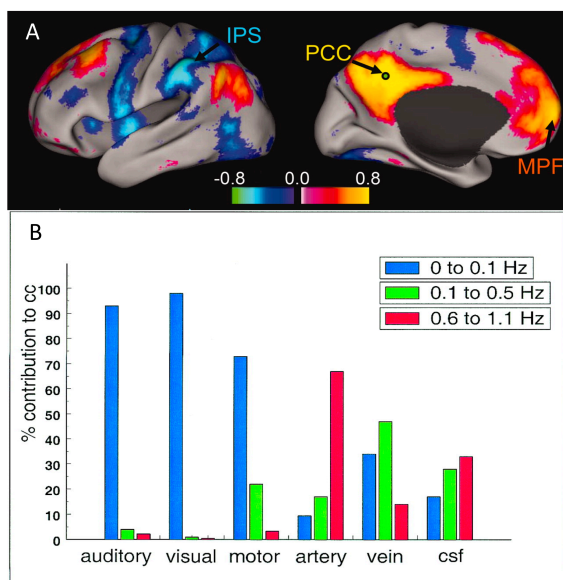 A
IPS
PCC
MPF
-0.8 0.0 0.8
B
0 to 0.1 Hz
0.1 to 0.5 Hz
0.6 to 1.1 Hz
% contribution to cc
100
90
80
70
60
50
40
30
20
10
0
auditory visual motor artery vein csf